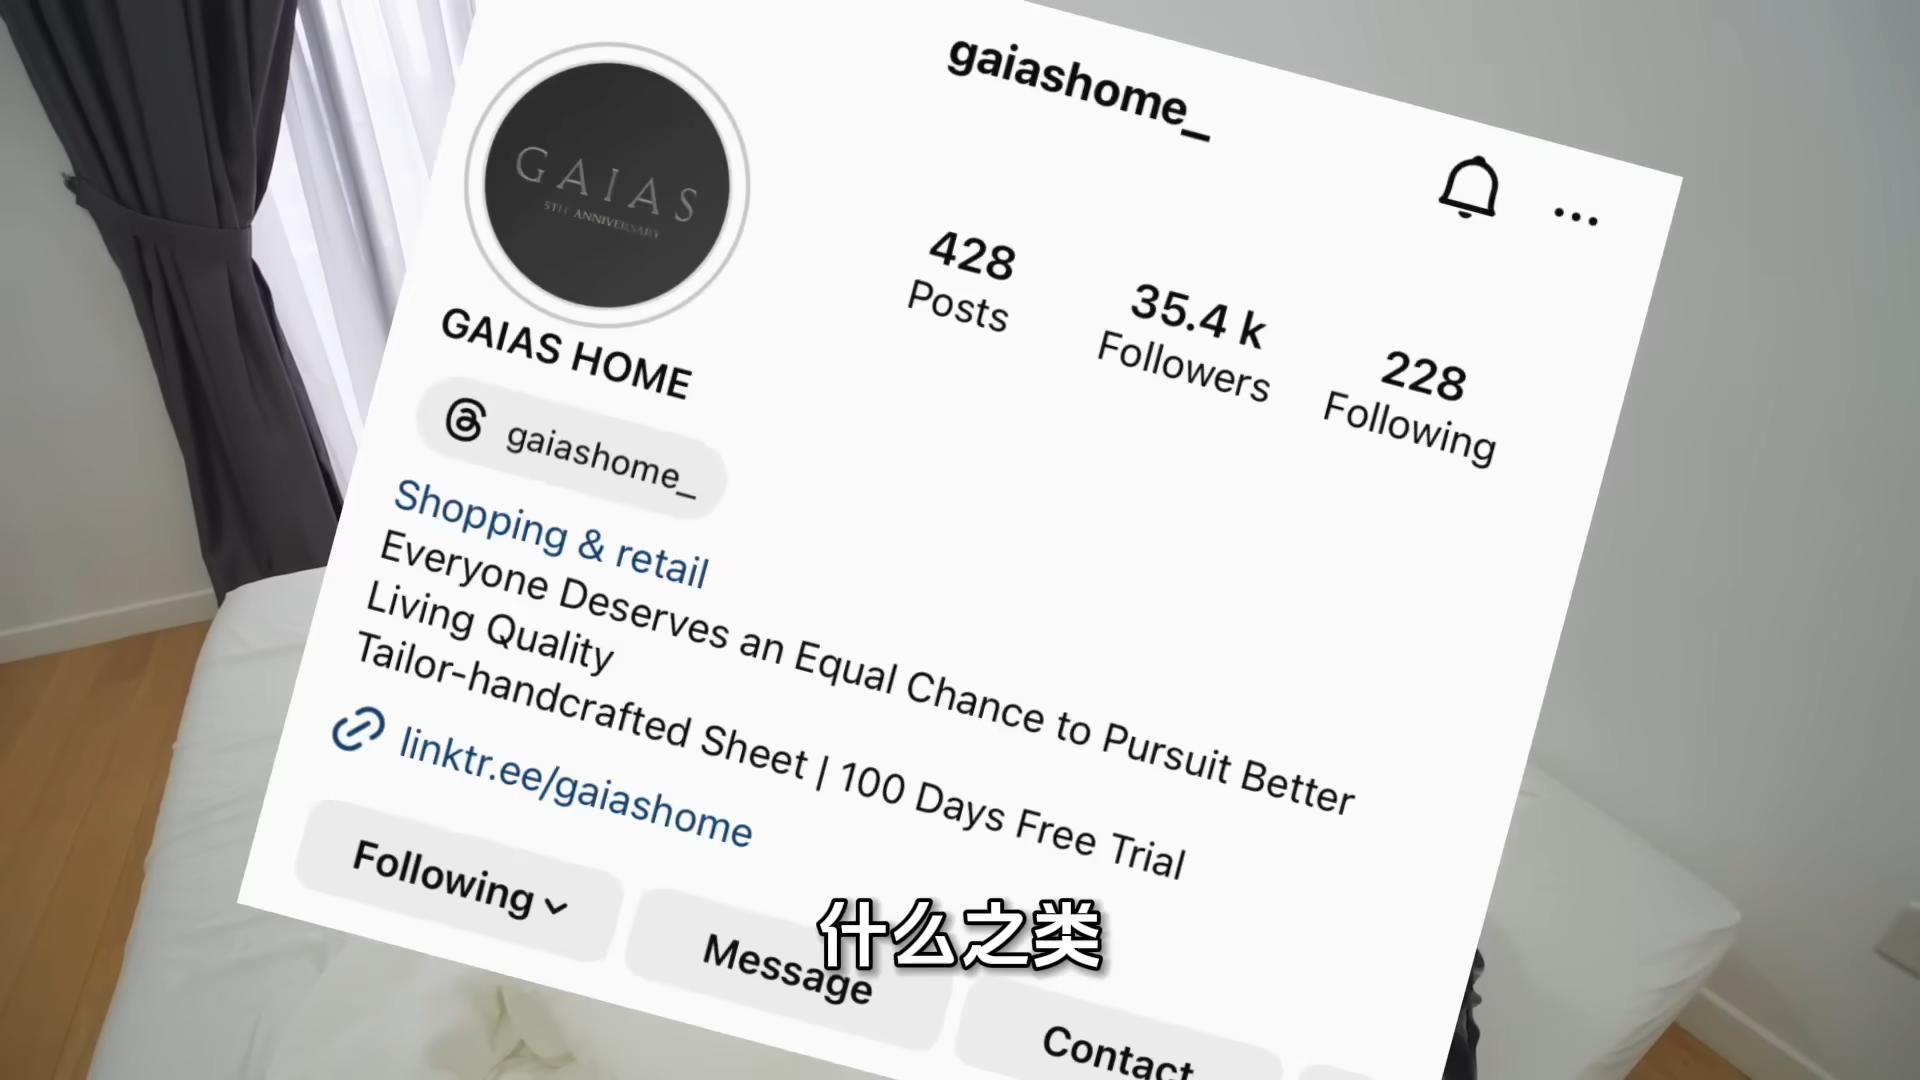 gaiashome_
GAIAS
5TH ANNIVERSARY
428
Posts
35.4 k
Followers
228
Following
GAIAS HOME
gaiashome_
Shopping & retail
Everyone Deserves an Equal Chance to Pursuit Better
Living Quality
Tailor-handcrafted Sheet | 100 Days Free Trial
linktr.ee/gaiashome
Following
Message
Contact
什么之类